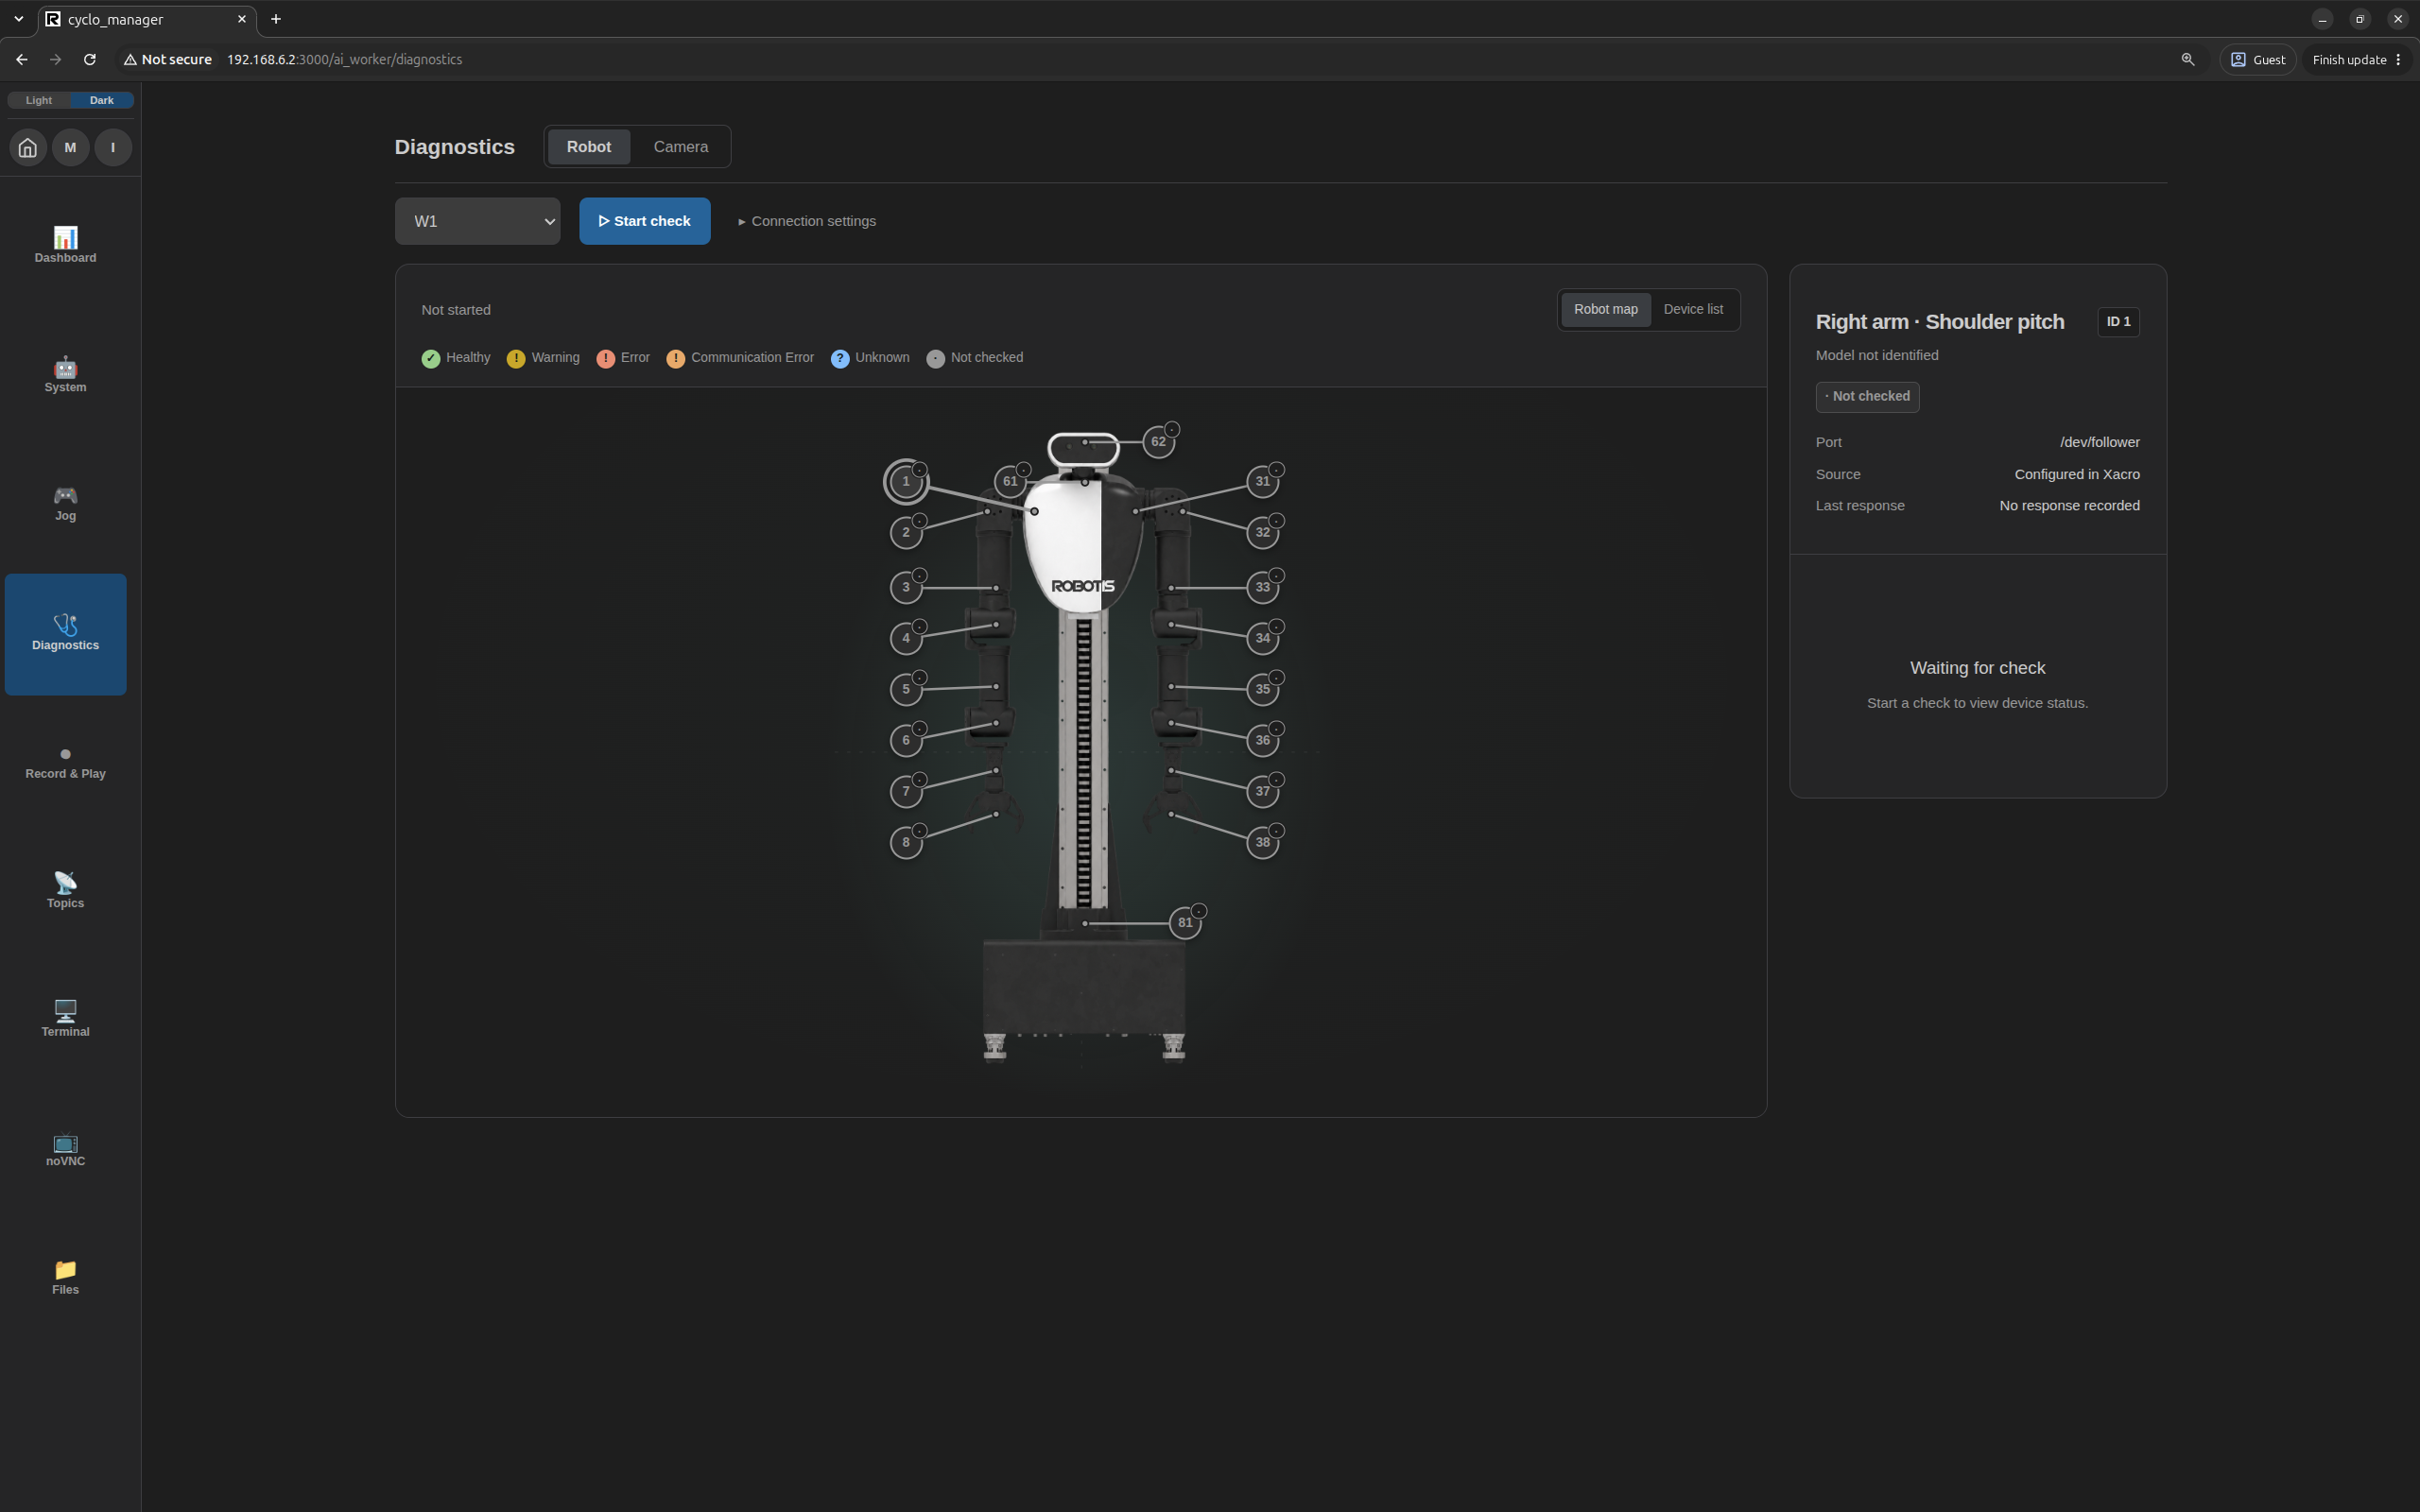 cyclo_manager
Not secure 192.168.6.2:3000/ai_worker/diagnostics
Guest
Finish update
Light Dark
M I
Dashboard
System
Jog
Diagnostics
Record & Play
Topics
Terminal
noVNC
Files
Diagnostics Robot Camera
W1 Start check Connection settings
Not started
Robot map Device list
Healthy Warning Error Communication Error Unknown Not checked
62
1 61 31
2 32
3 33
ROBOTIS
4 34
5 35
6 36
7 37
8 38
81
Right arm · Shoulder pitch ID 1
Model not identified
· Not checked
Port /dev/follower
Source Configured in Xacro
Last response No response recorded
Waiting for check
Start a check to view device status.